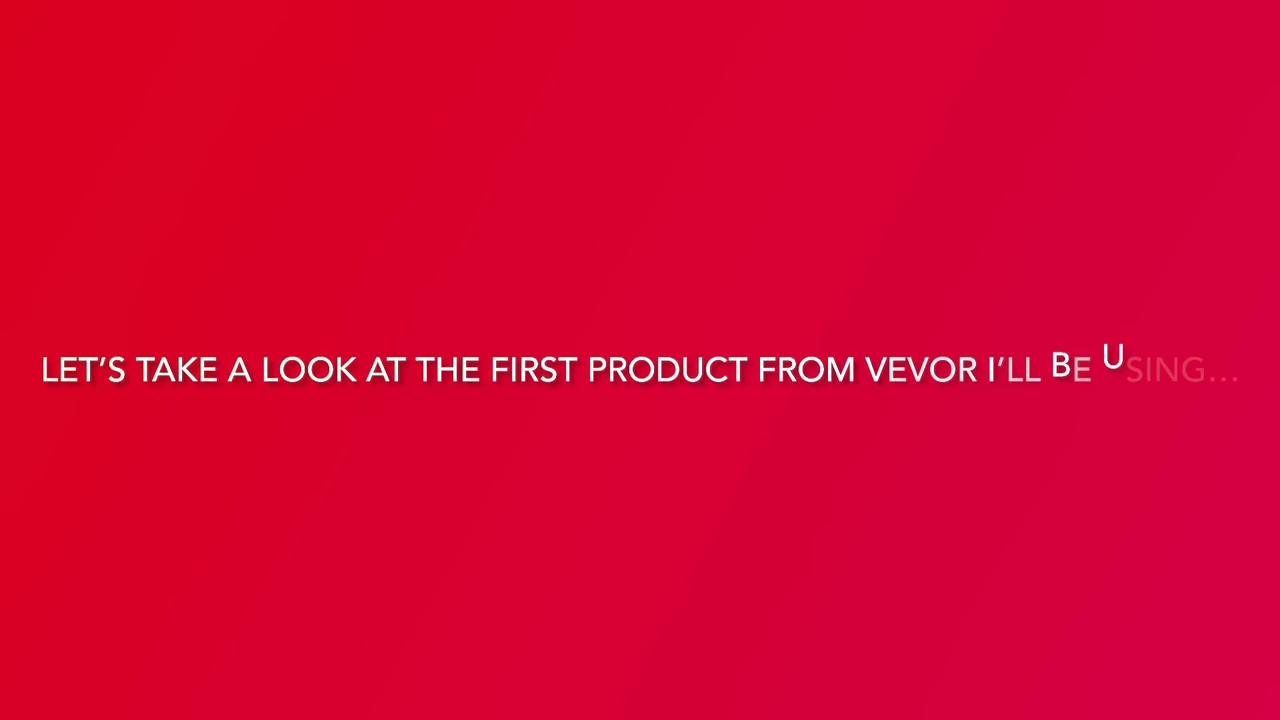 LET’S TAKE A LOOK AT THE FIRST PRODUCT FROM VEVOR I’LL BE USING…